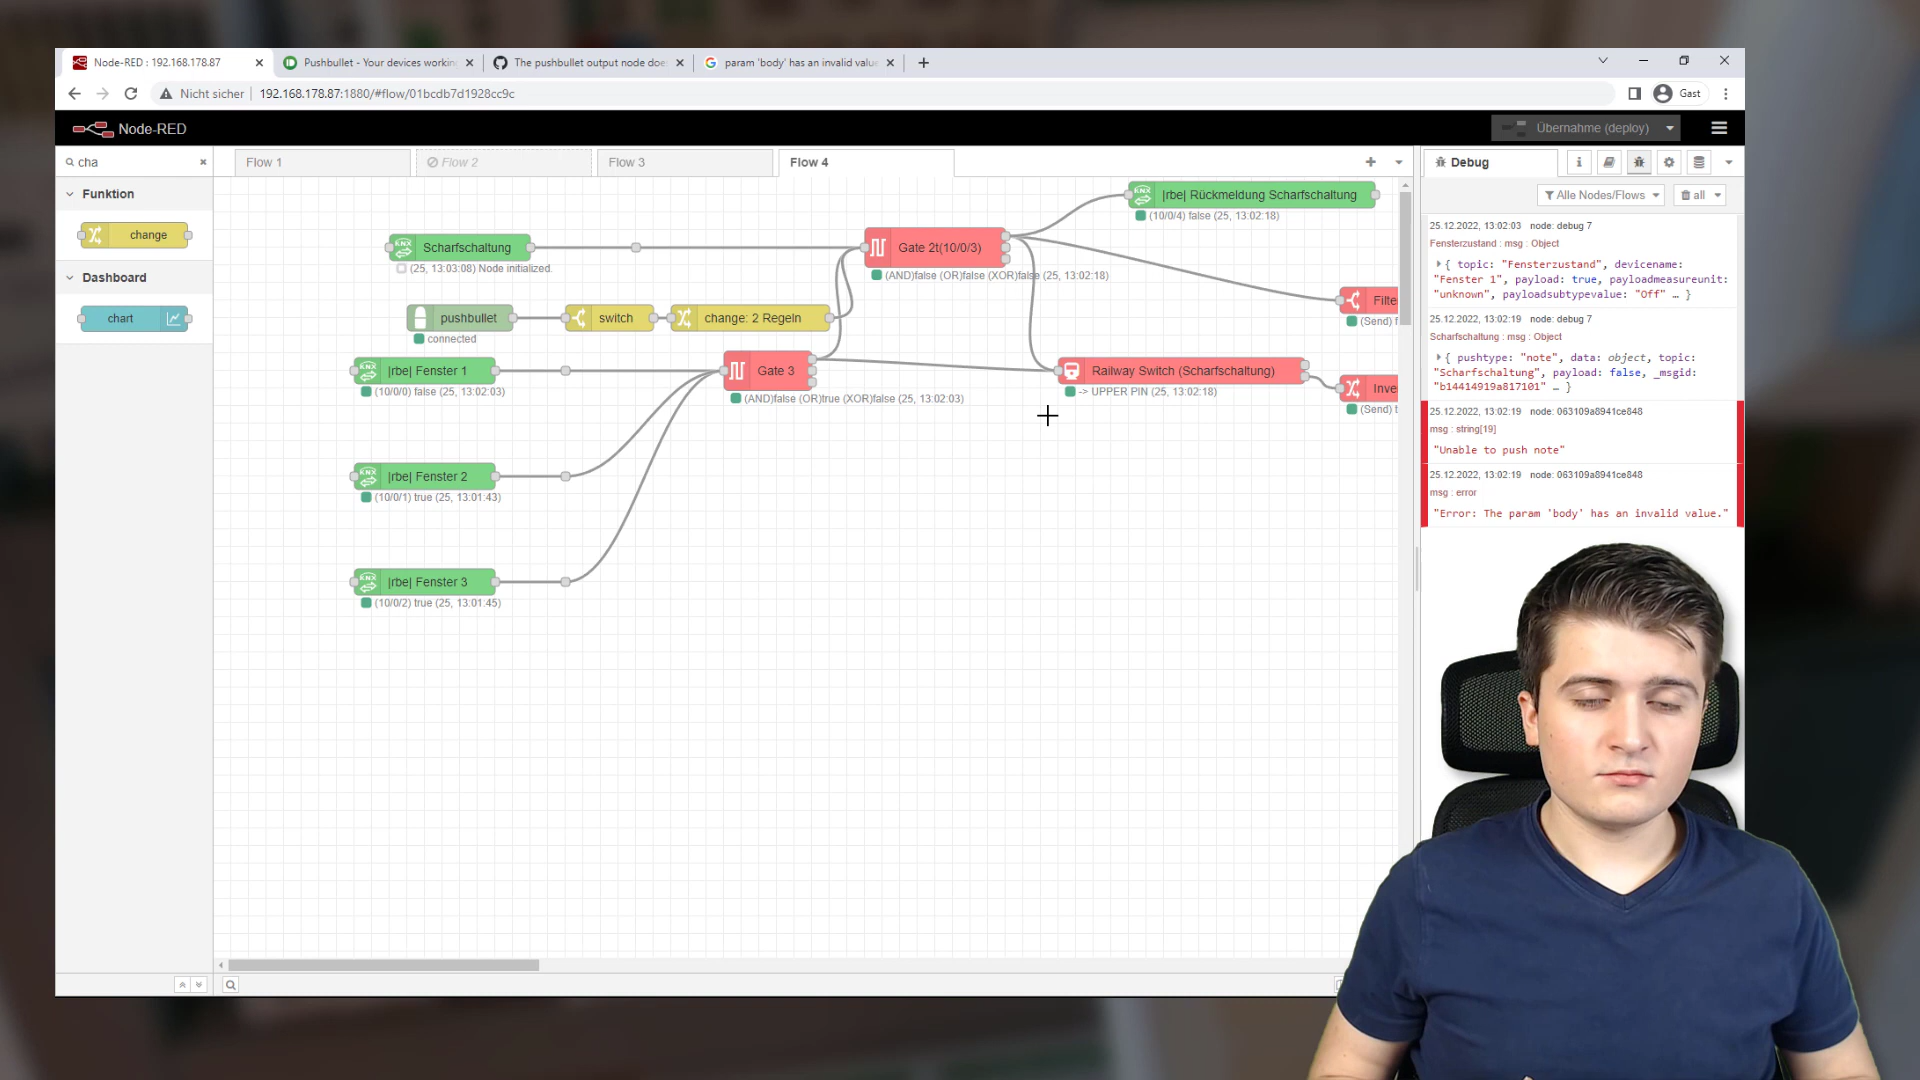 Node-RED : 192.168.178.87
Pushbullet - Your devices workin
The pushbullet output node doe
param 'body' has an invalid value
Nicht sicher
192.168.178.87:1880/#flow/01bcdb7d1928cc9c
Gast
Node-RED
Übernahme (deploy)
cha
Flow 1
Flow 2
Flow 3
Flow 4
Debug
Funktion
change
Dashboard
chart
Alle Nodes/Flows
all
|rbe| Rückmeldung Scharfschaltung
(10/0/4) false (25, 13:02:18)
Scharfschaltung
(25, 13:03:08) Node initialized.
Gate 2t(10/0/3)
(AND)false (OR)false (XOR)false (25, 13:02:18)
Filte
(Send) f
pushbullet
connected
switch
change: 2 Regeln
|rbe| Fenster 1
(10/0/0) false (25, 13:02:03)
Gate 3
(AND)false (OR)true (XOR)false (25, 13:02:03)
Railway Switch (Scharfschaltung)
-> UPPER PIN (25, 13:02:18)
Inve
(Send) t
|rbe| Fenster 2
(10/0/1) true (25, 13:01:43)
|rbe| Fenster 3
(10/0/2) true (25, 13:01:45)
25.12.2022, 13:02:03 node: debug 7
Fensterzustand : msg : Object
{ topic: "Fensterzustand", devicename:
"Fenster 1", payload: true, payloadmeasureunit:
"unknown", payloadsubtypevalue: "Off" … }
25.12.2022, 13:02:19 node: debug 7
Scharfschaltung : msg : Object
{ pushtype: "note", data: object, topic:
"Scharfschaltung", payload: false, _msgid:
"b14414919a817101" … }
25.12.2022, 13:02:19 node: 063109a8941ce848
msg : string[19]
"Unable to push note"
25.12.2022, 13:02:19 node: 063109a8941ce848
msg : error
"Error: The param 'body' has an invalid value."